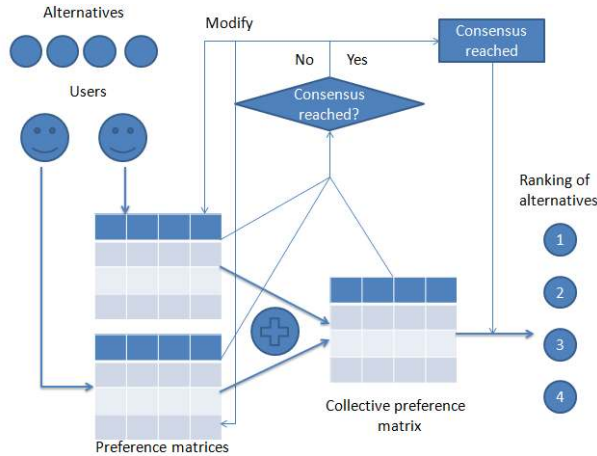 Alternatives
Modify
Users
No
Yes
Consensus
reached?
Consensus
reached
Ranking of
alternatives
1
2
3
4
Preference matrices
Collective preference
matrix